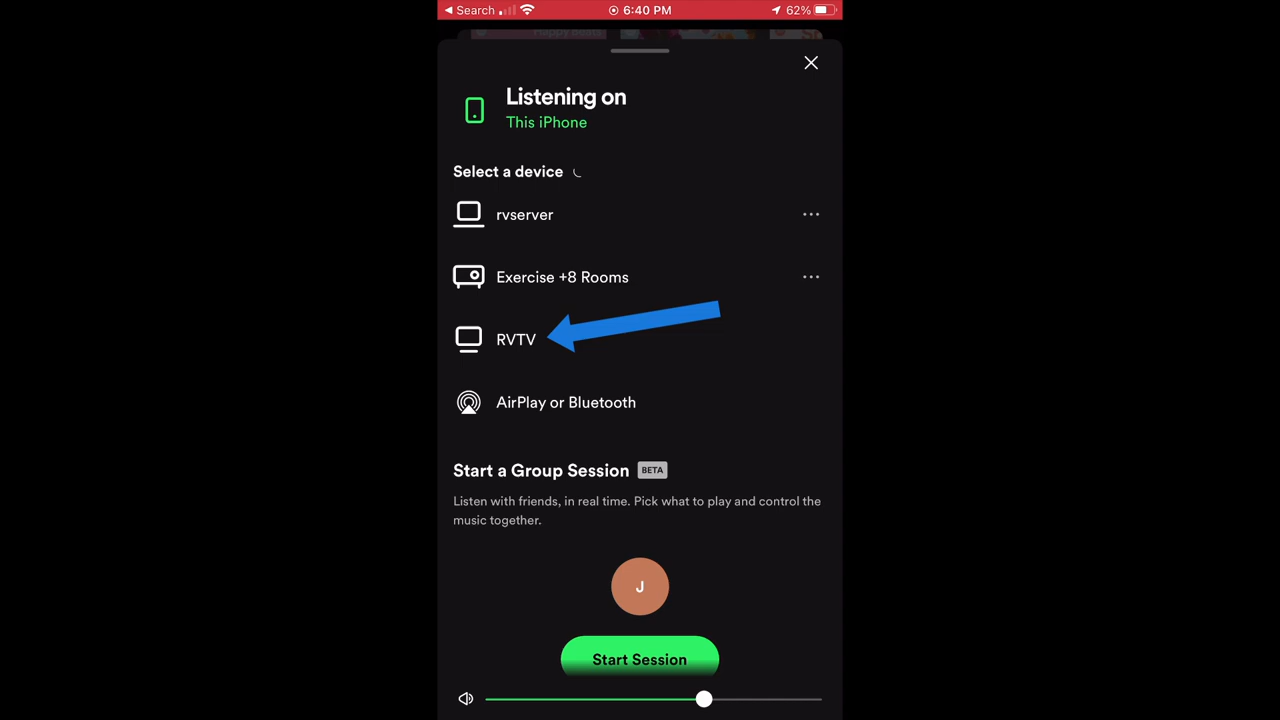 Search 6:40 PM 62%
Happy Beats
Listening on
This iPhone
Select a device
rvserver
Exercise +8 Rooms
RVTV
AirPlay or Bluetooth
Start a Group Session BETA
Listen with friends, in real time. Pick what to play and control the
music together.
J
Start Session